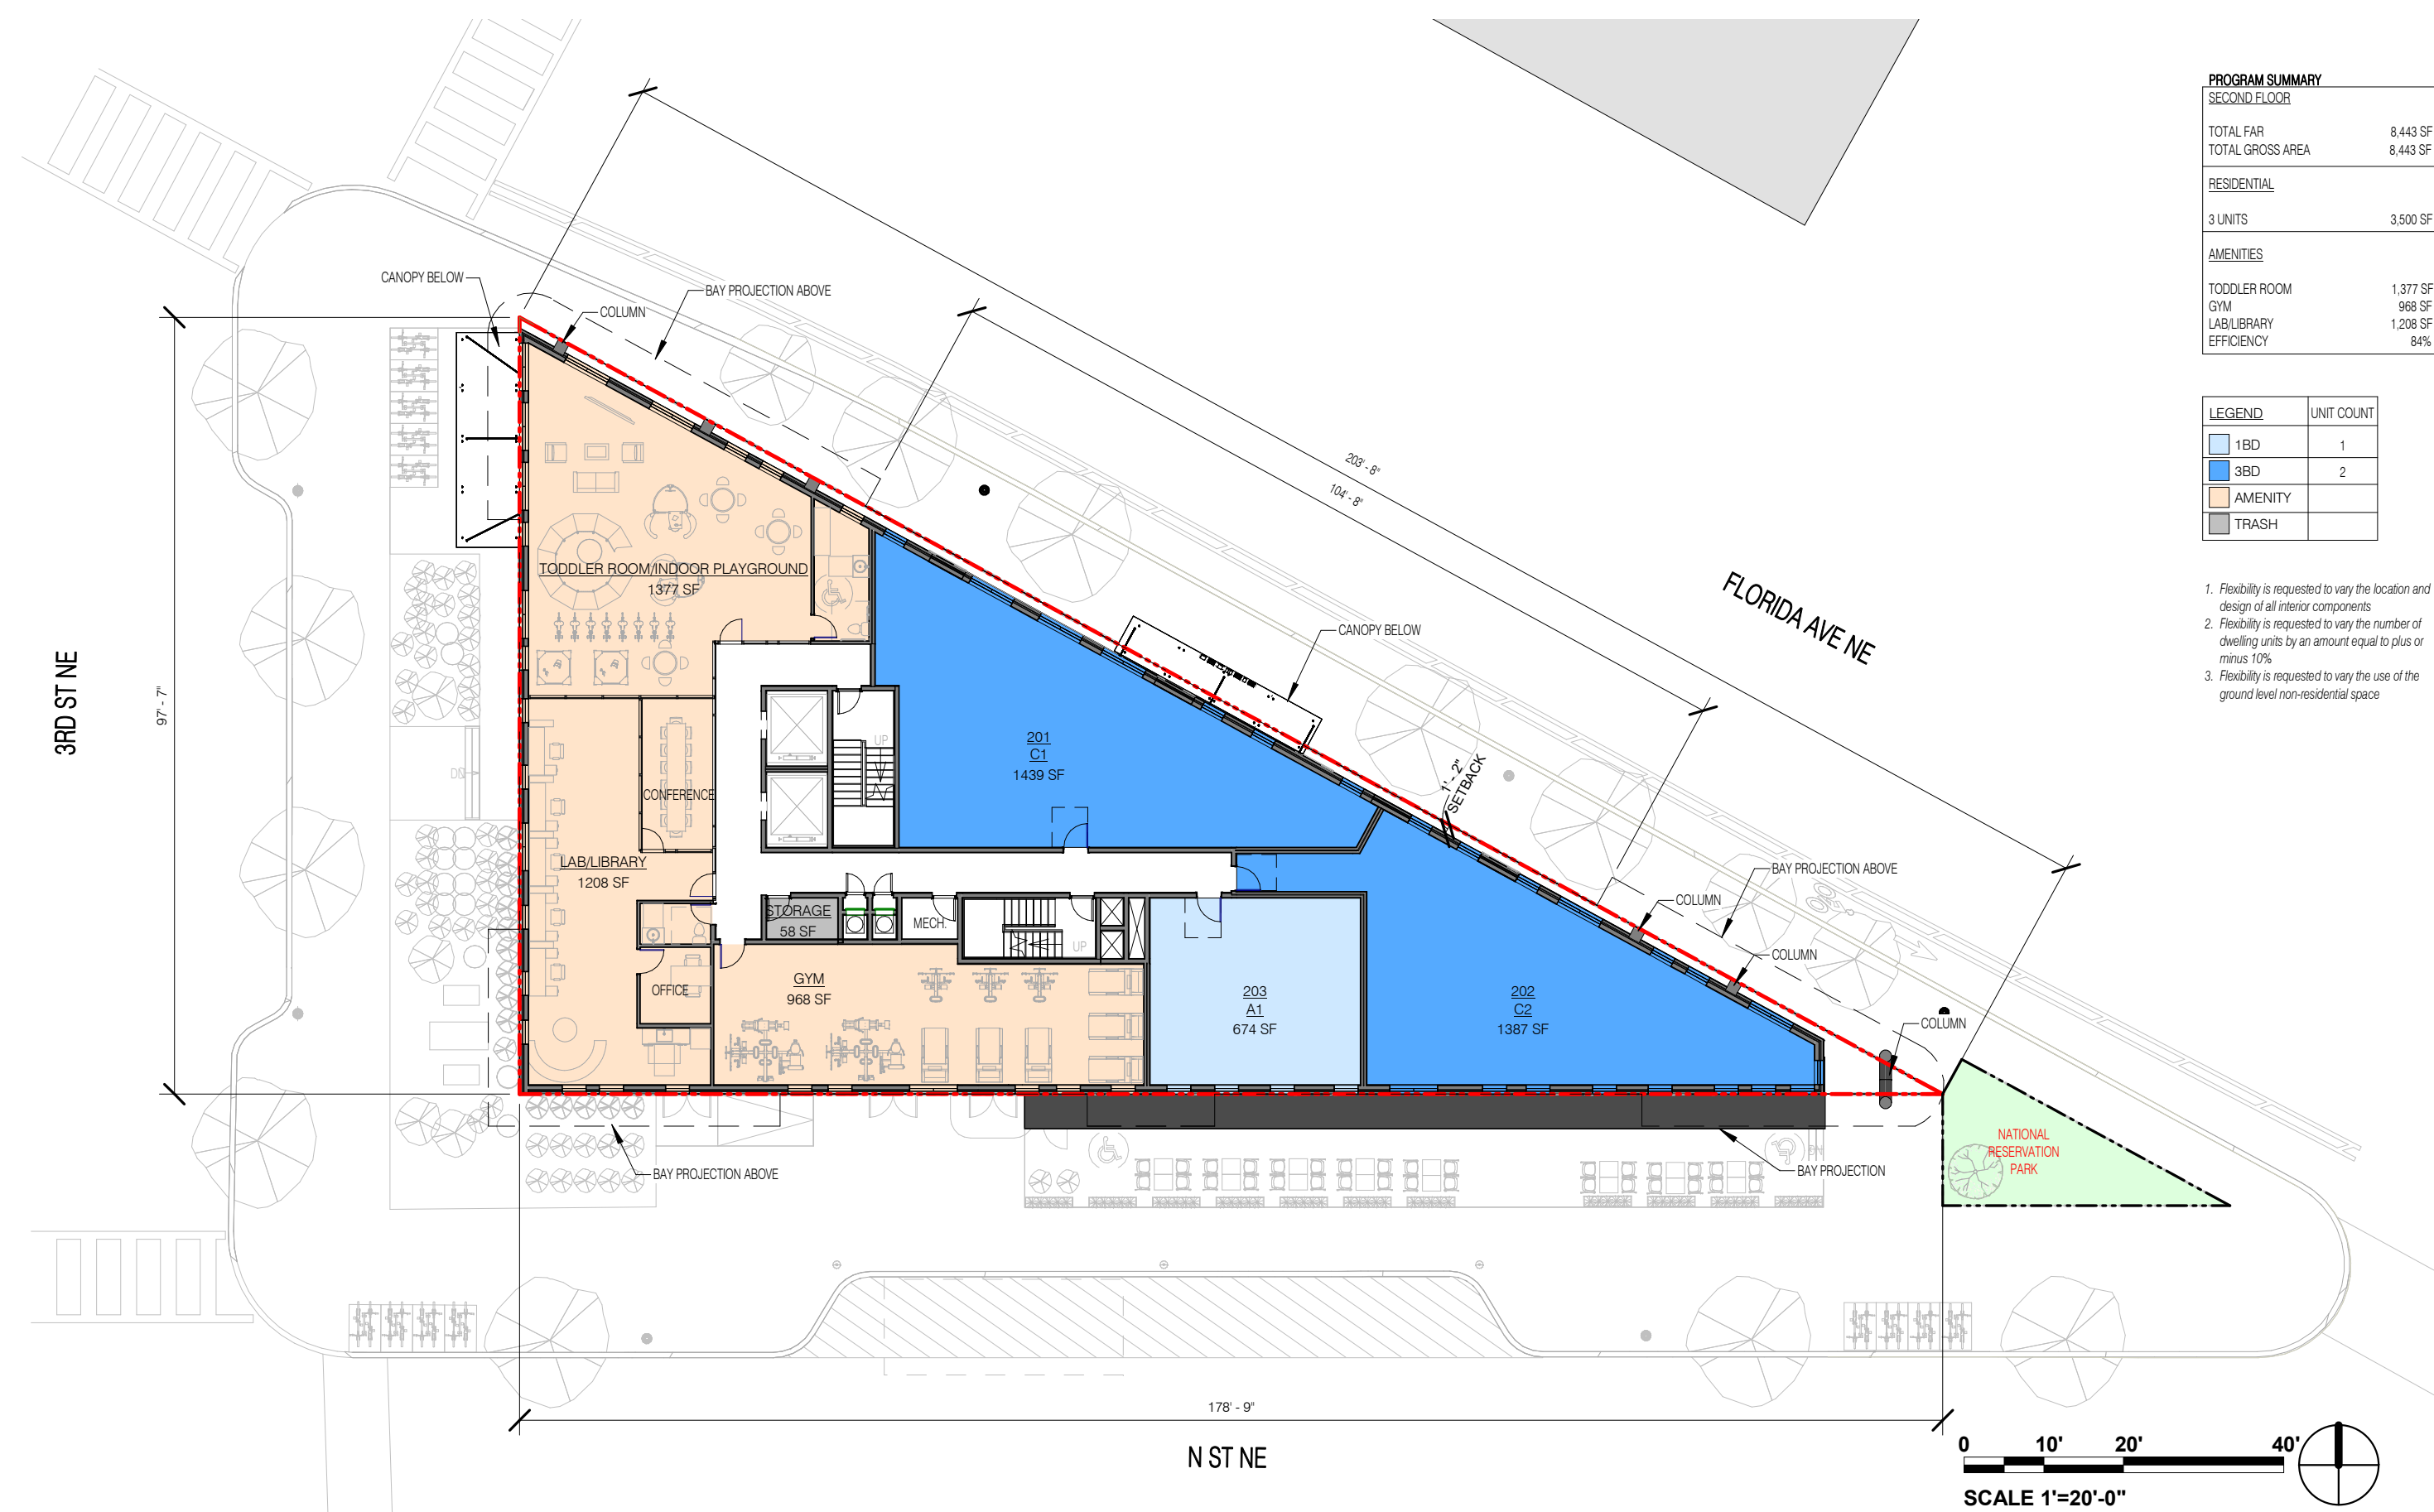 PROGRAM SUMMARY
SECOND FLOOR
TOTAL FAR 8,443 SF
TOTAL GROSS AREA 8,443 SF
RESIDENTIAL
3 UNITS 3,500 SF
AMENITIES
TODDLER ROOM 1,377 SF
GYM 968 SF
LAB/LIBRARY 1,208 SF
EFFICIENCY 84%
LEGEND UNIT COUNT
1BD 1
3BD 2
AMENITY
TRASH
1. Flexibility is requested to vary the location and
design of all interior components
2. Flexibility is requested to vary the number of
dwelling units by an amount equal to plus or
minus 10%
3. Flexibility is requested to vary the use of the
ground level non-residential space
CANOPY BELOW
BAY PROJECTION ABOVE
COLUMN
203' - 8"
104' - 8"
FLORIDA AVE NE
TODDLER ROOM/INDOOR PLAYGROUND
1377 SF
CANOPY BELOW
3RD ST NE
97' - 7"
UP
201
C1
1439 SF
1' - 2"
SETBACK
DN
CONFERENCE
LAB/LIBRARY
1208 SF
BAY PROJECTION ABOVE
COLUMN
STORAGE
58 SF
MECH.
UP
COLUMN
OFFICE
GYM
968 SF
203
A1
674 SF
202
C2
1387 SF
COLUMN
BAY PROJECTION ABOVE
BAY PROJECTION
DN
NATIONAL
RESERVATION
PARK
178' - 9"
N ST NE
0 10' 20' 40'
SCALE 1'=20'-0"